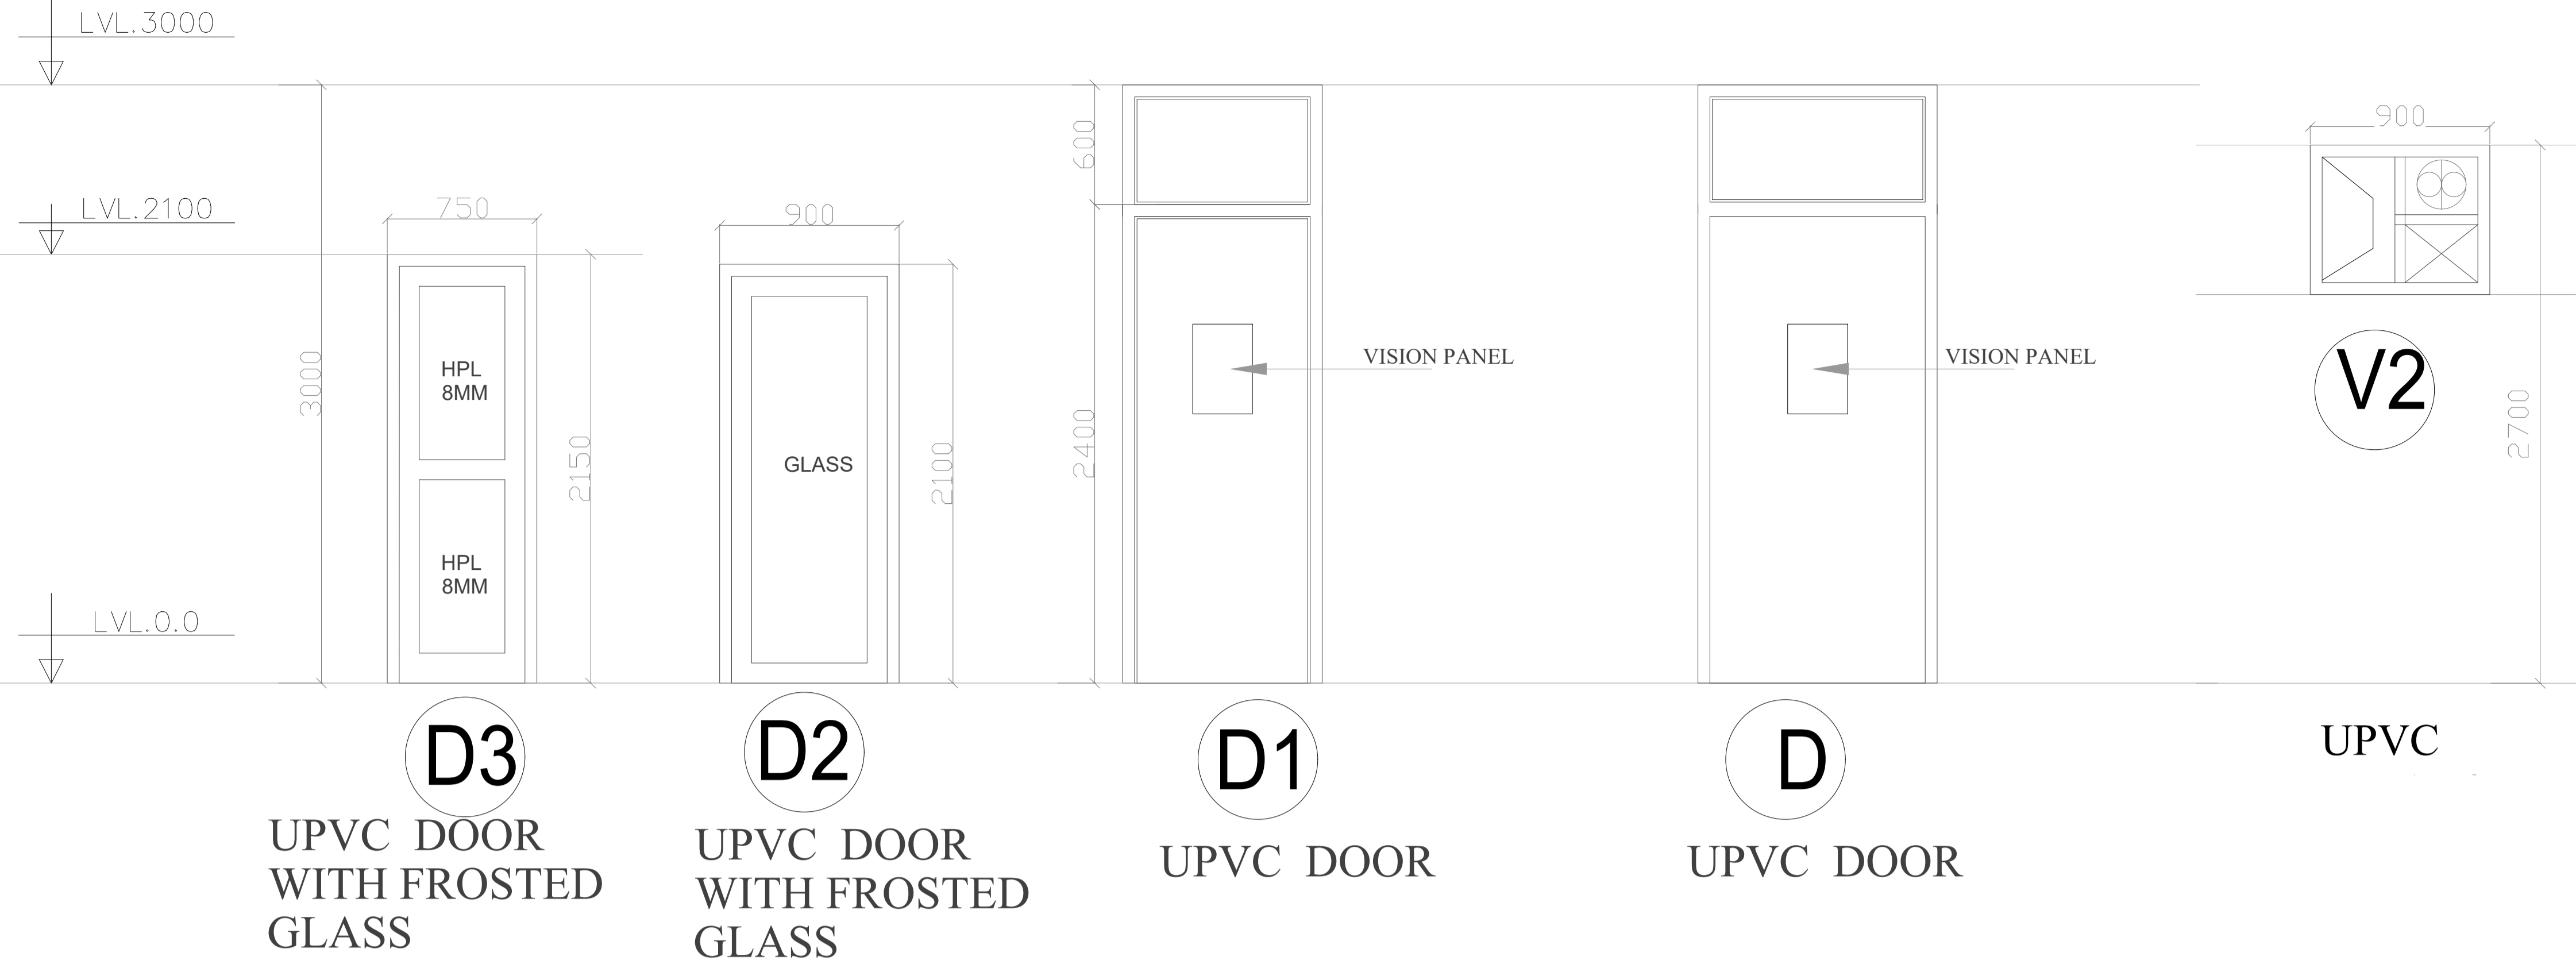 LVL.3000
LVL.2100
LVL.0.0
3000
750
2150
HPL
8MM
HPL
8MM
D3
UPVC DOOR
WITH FROSTED
GLASS
900
2100
GLASS
D2
UPVC DOOR
WITH FROSTED
GLASS
600
2400
VISION PANEL
D1
UPVC DOOR
VISION PANEL
D
UPVC DOOR
900
2700
V2
UPVC